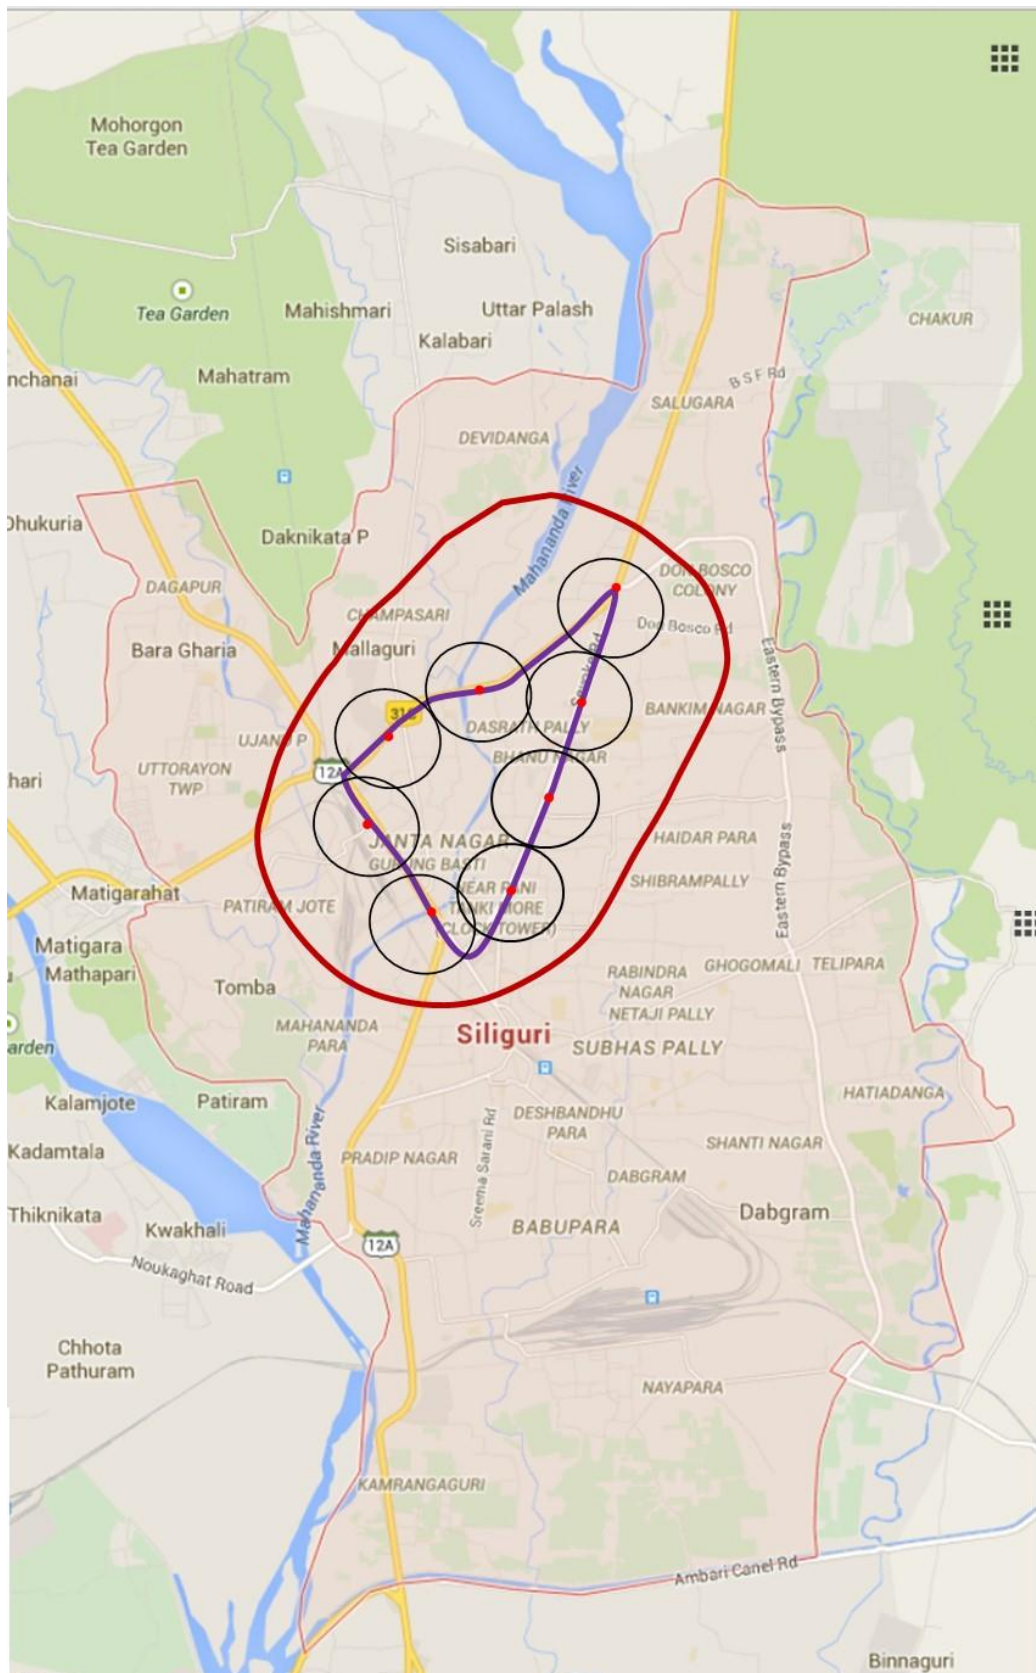 Mohorgon
Tea Garden
Sisabari
Tea Garden
Mahishmari
Uttar Palash
CHAKUR
Kalabari
nchanai
Mahatram
B S F Rd
SALUGARA
DEVIDANGA
Mahananda River
Dhukuria
Daknikata P
DAGAPUR
DON BOSCO
COLONY
CHAMPASARI
Don Bosco Rd
Bara Gharia
Mallaguri
Eastern Bypass
BANKIM NAGAR
31C
DASRATH PALLY
UJANU P
BHANU NAGAR
12A
UTTORAYON
TWP
hari
JANTA NAGAR
HAIDAR PARA
GURUNG BASTI
SHIBRAMPALLY
Eastern Bypass
Matigarahat
NEAR PANI
TANKI MORE
(CLOCK TOWER)
PATIRAM JOTE
Matigara
Mathapari
GHOGOMALI
TELIPARA
RABINDRA
NAGAR
Tomba
NETAJI PALLY
MAHANANDA
PARA
Siliguri
SUBHAS PALLY
arden
HATIADANGA
Kalamjote
Patiram
DESHBANDHU
PARA
Mahananda River
Sreema Sarani Rd
Kadamtala
PRADIP NAGAR
SHANTI NAGAR
DABGRAM
Thiknikata
Kwakhali
BABUPARA
Dabgram
12A
Noukaghat Road
Chhota
Pathuram
NAYAPARA
KAMRANGAGURI
Ambari Canel Rd
Binnaguri